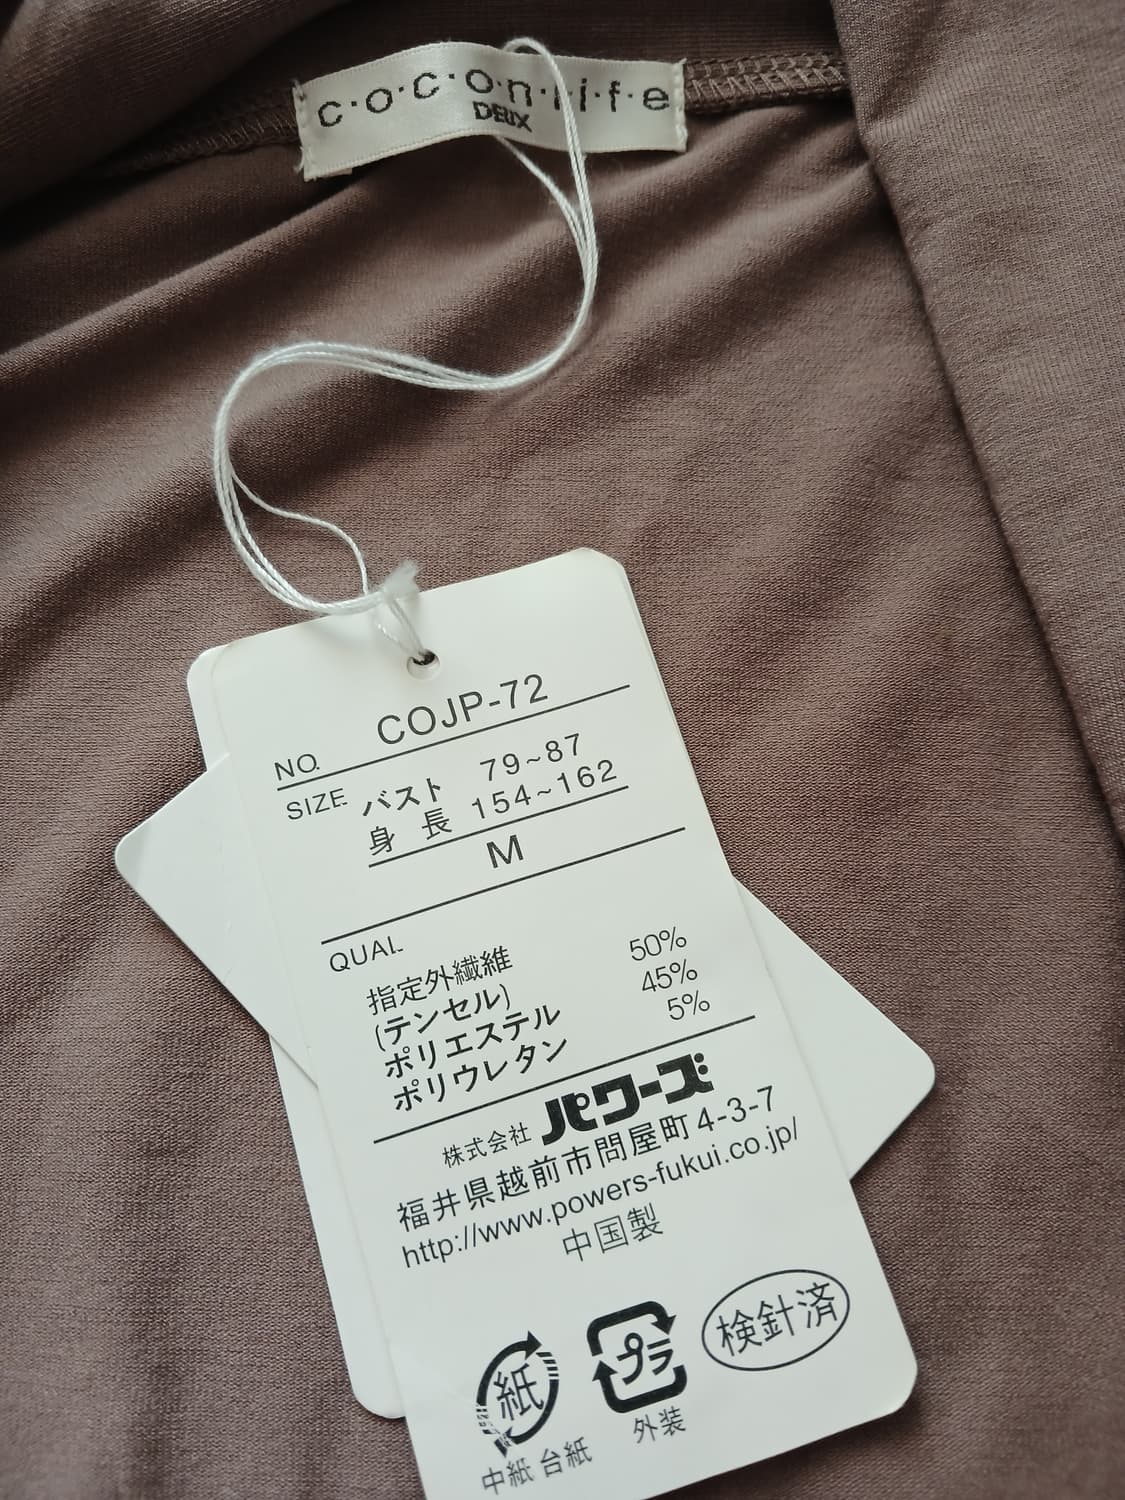 c·o·c·o·n·l·i·f·e
DEUX
NO. COJP-72
SIZE バスト 79~87
身長 154~162
M
QUAL
指定外繊維 50%
(テンセル)
ポリエステル 45%
ポリウレタン 5%
株式会社 パワーズ
福井県越前市問屋町4-3-7
http://www.powers-fukui.co.jp/
中国製
紙
プラ
検針済
中紙 台紙
外装